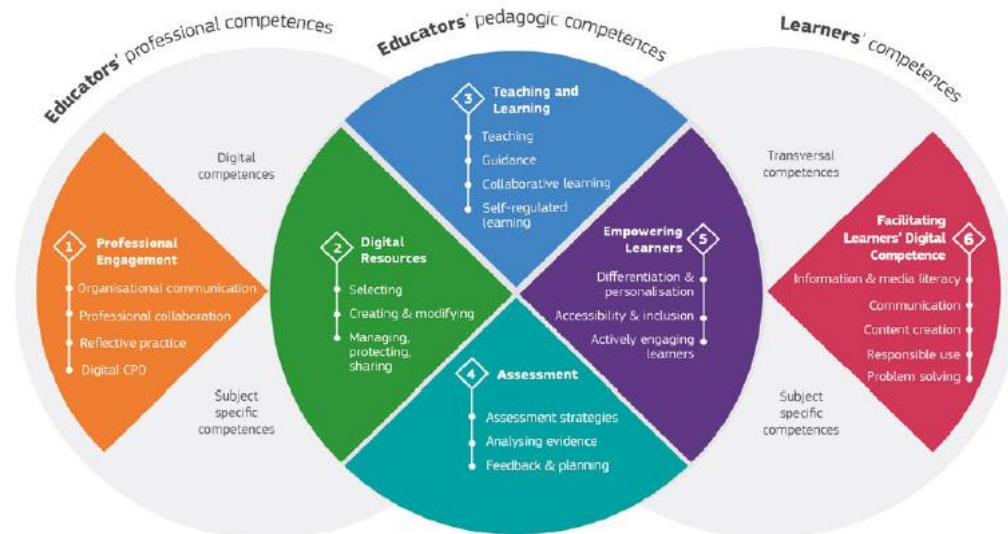 Educators' professional competences
Educators' pedagogic competences
Learners' competences
Digital
competences
Subject
specific
competences
1
Professional
Engagement
Organisational communication
Professional collaboration
Reflective practice
Digital CPD
2
Digital
Resources
Selecting
Creating & modifying
Managing,
protecting,
sharing
3
Teaching and
Learning
Teaching
Guidance
Collaborative learning
Self-regulated
learning
4
Assessment
Assessment strategies
Analysing evidence
Feedback & planning
Empowering
Learners
5
Differentiation &
personalisation
Accessibility & inclusion
Actively engaging
learners
Transversal
competences
Subject
specific
competences
Facilitating
Learners' Digital
Competence
6
Information & media literacy
Communication
Content creation
Responsible use
Problem solving